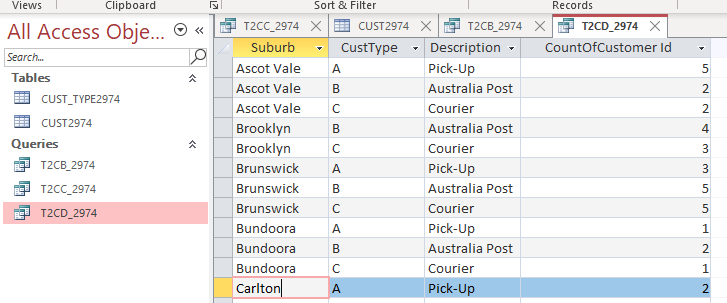 Views Clipboard Sort & Filter Records
All Access Obje...
Search...
Tables
CUST_TYPE2974
CUST2974
Queries
T2CB_2974
T2CC_2974
T2CD_2974
T2CC_2974 CUST2974 T2CB_2974 T2CD_2974
Suburb CustType Description CountOfCustomer Id
Ascot Vale A Pick-Up 5
Ascot Vale B Australia Post 2
Ascot Vale C Courier 2
Brooklyn B Australia Post 4
Brooklyn C Courier 3
Brunswick A Pick-Up 3
Brunswick B Australia Post 5
Brunswick C Courier 5
Bundoora A Pick-Up 1
Bundoora B Australia Post 2
Bundoora C Courier 1
Carlton A Pick-Up 2